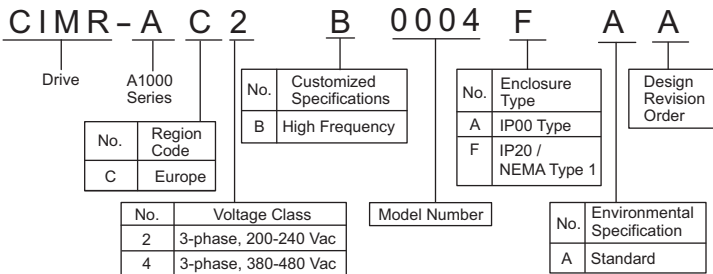 CIMR-AC2 B 0004 F A A
Drive
A1000
Series
No. Region
Code
C Europe
No. Customized
Specifications
B High Frequency
No. Enclosure
Type
A IP00 Type
F IP20 /
NEMA Type 1
Design
Revision
Order
No. Voltage Class
2 3-phase, 200-240 Vac
4 3-phase, 380-480 Vac
Model Number
No. Environmental
Specification
A Standard